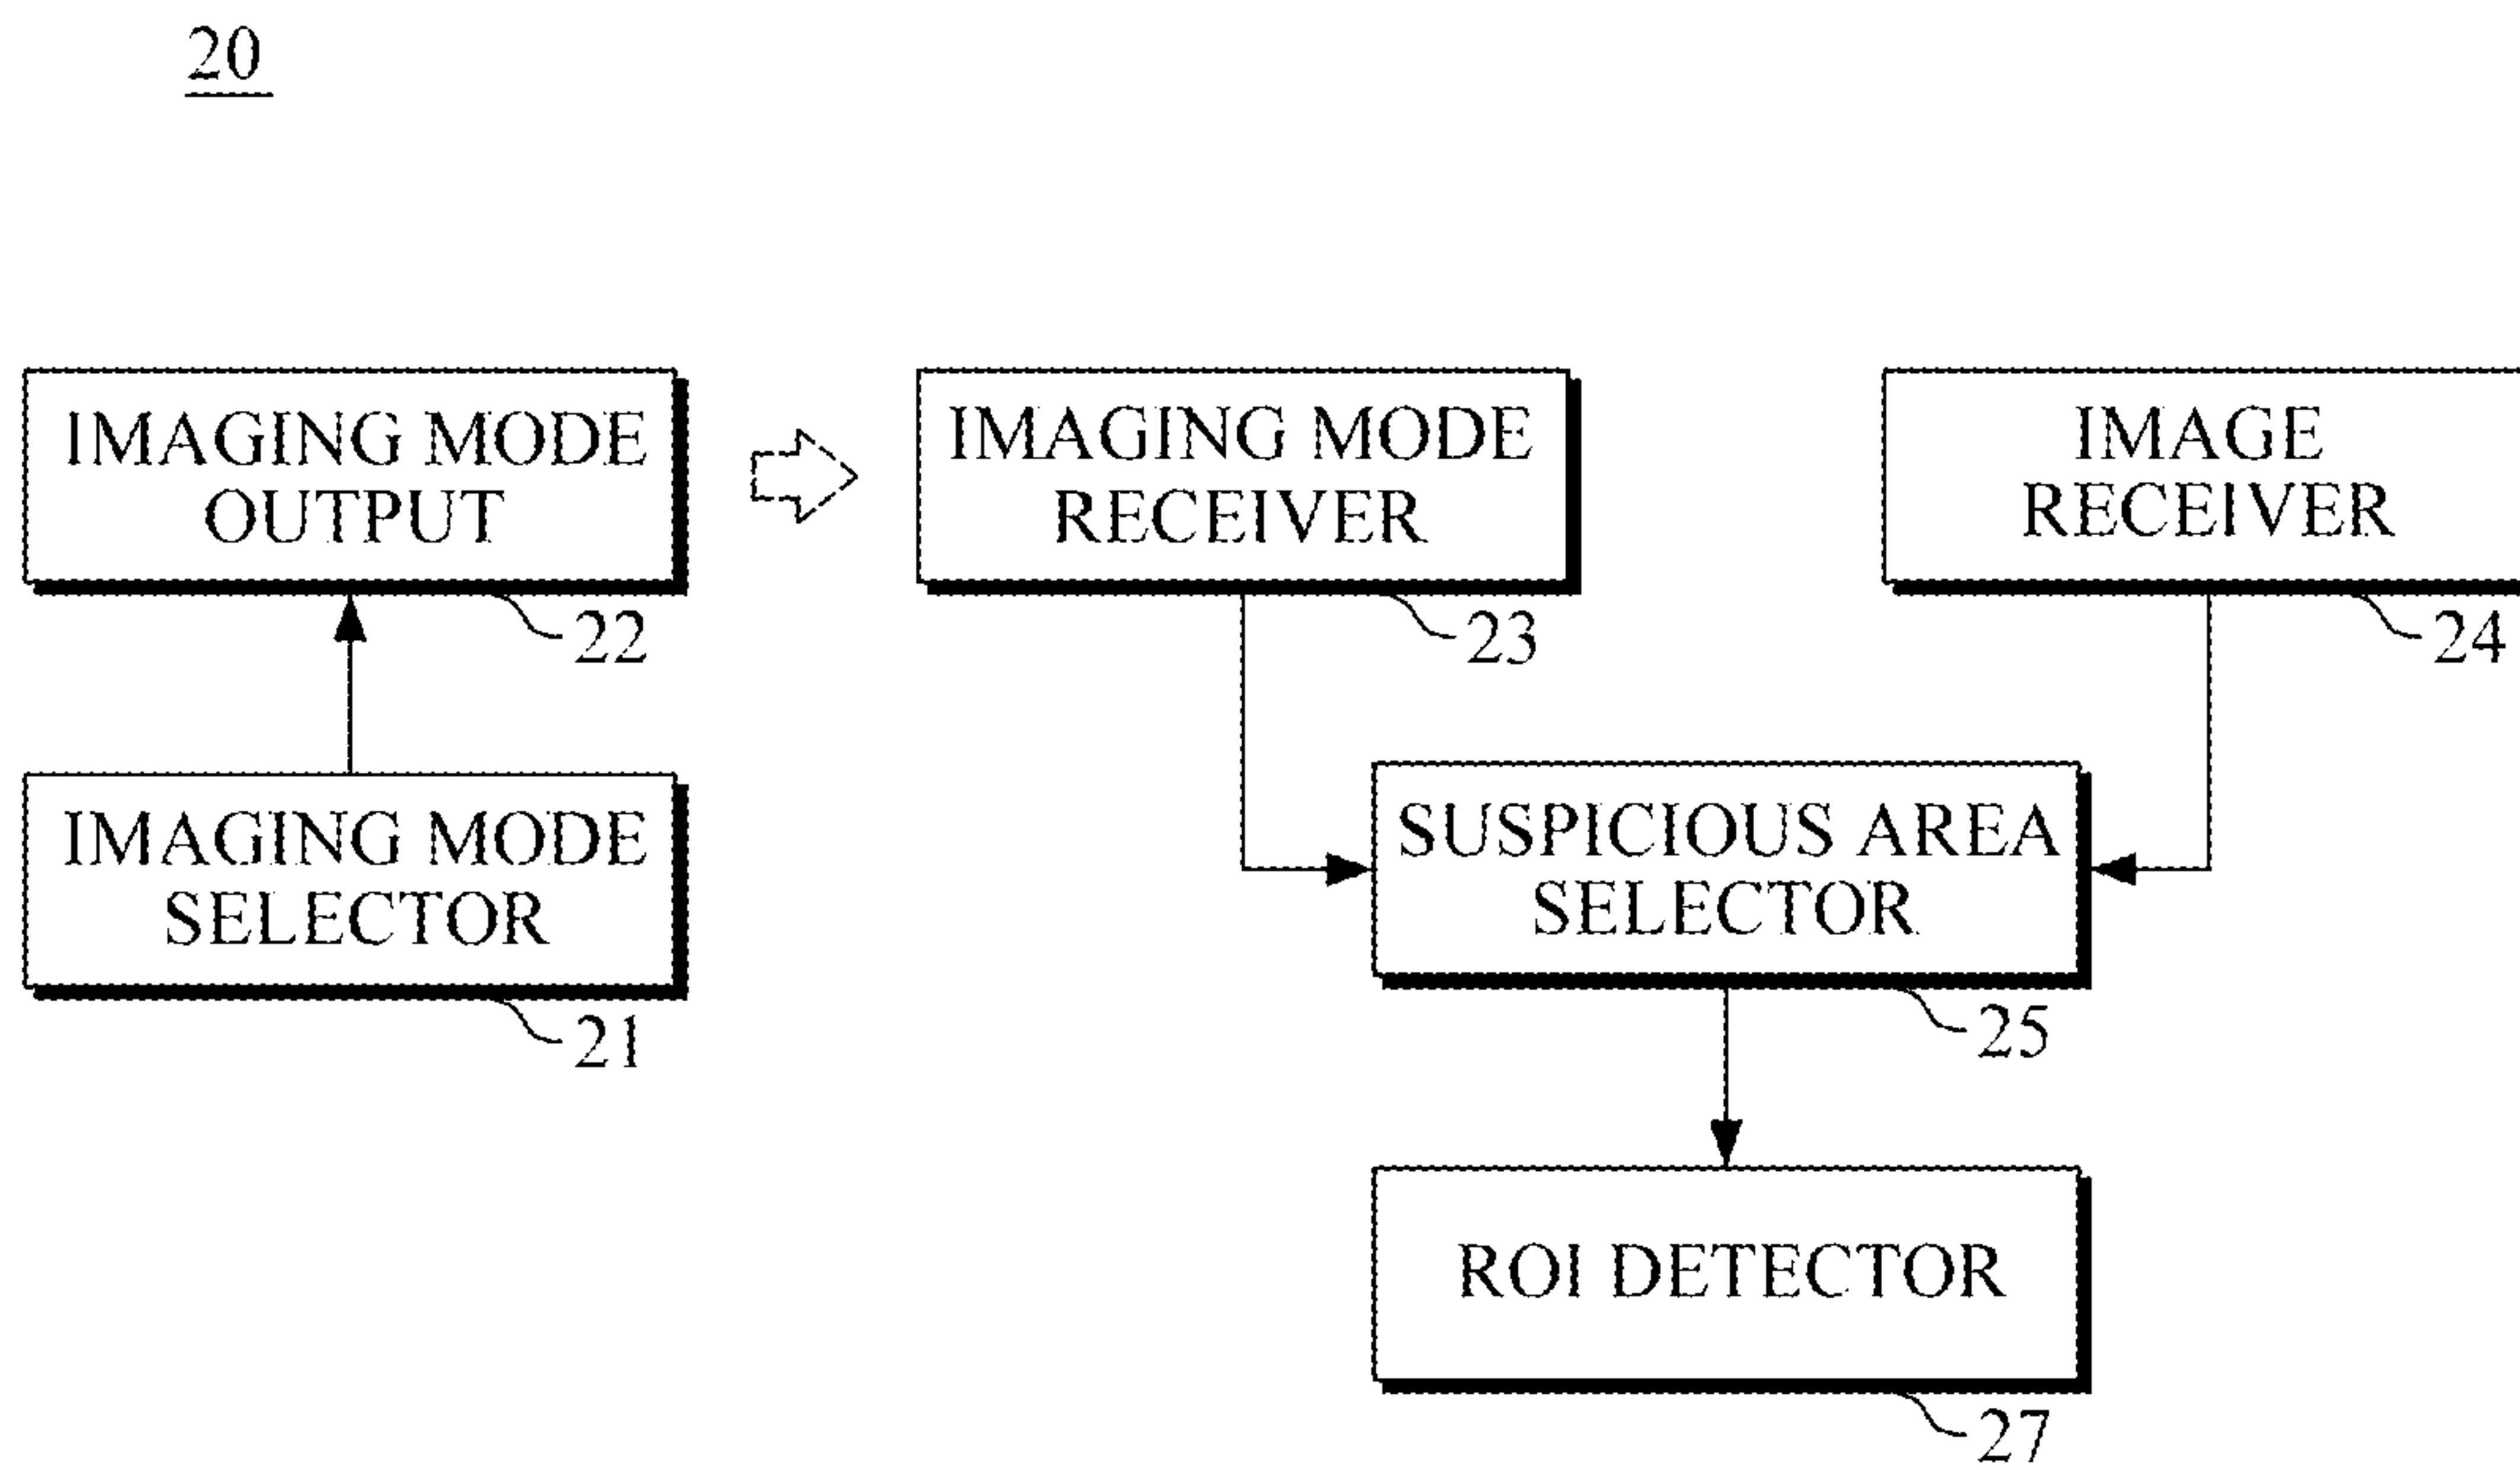 20
IMAGING MODE
OUTPUT
22
IMAGING MODE
RECEIVER
23
IMAGE
RECEIVER
24
IMAGING MODE
SELECTOR
21
SUSPICIOUS AREA
SELECTOR
25
ROI DETECTOR
27